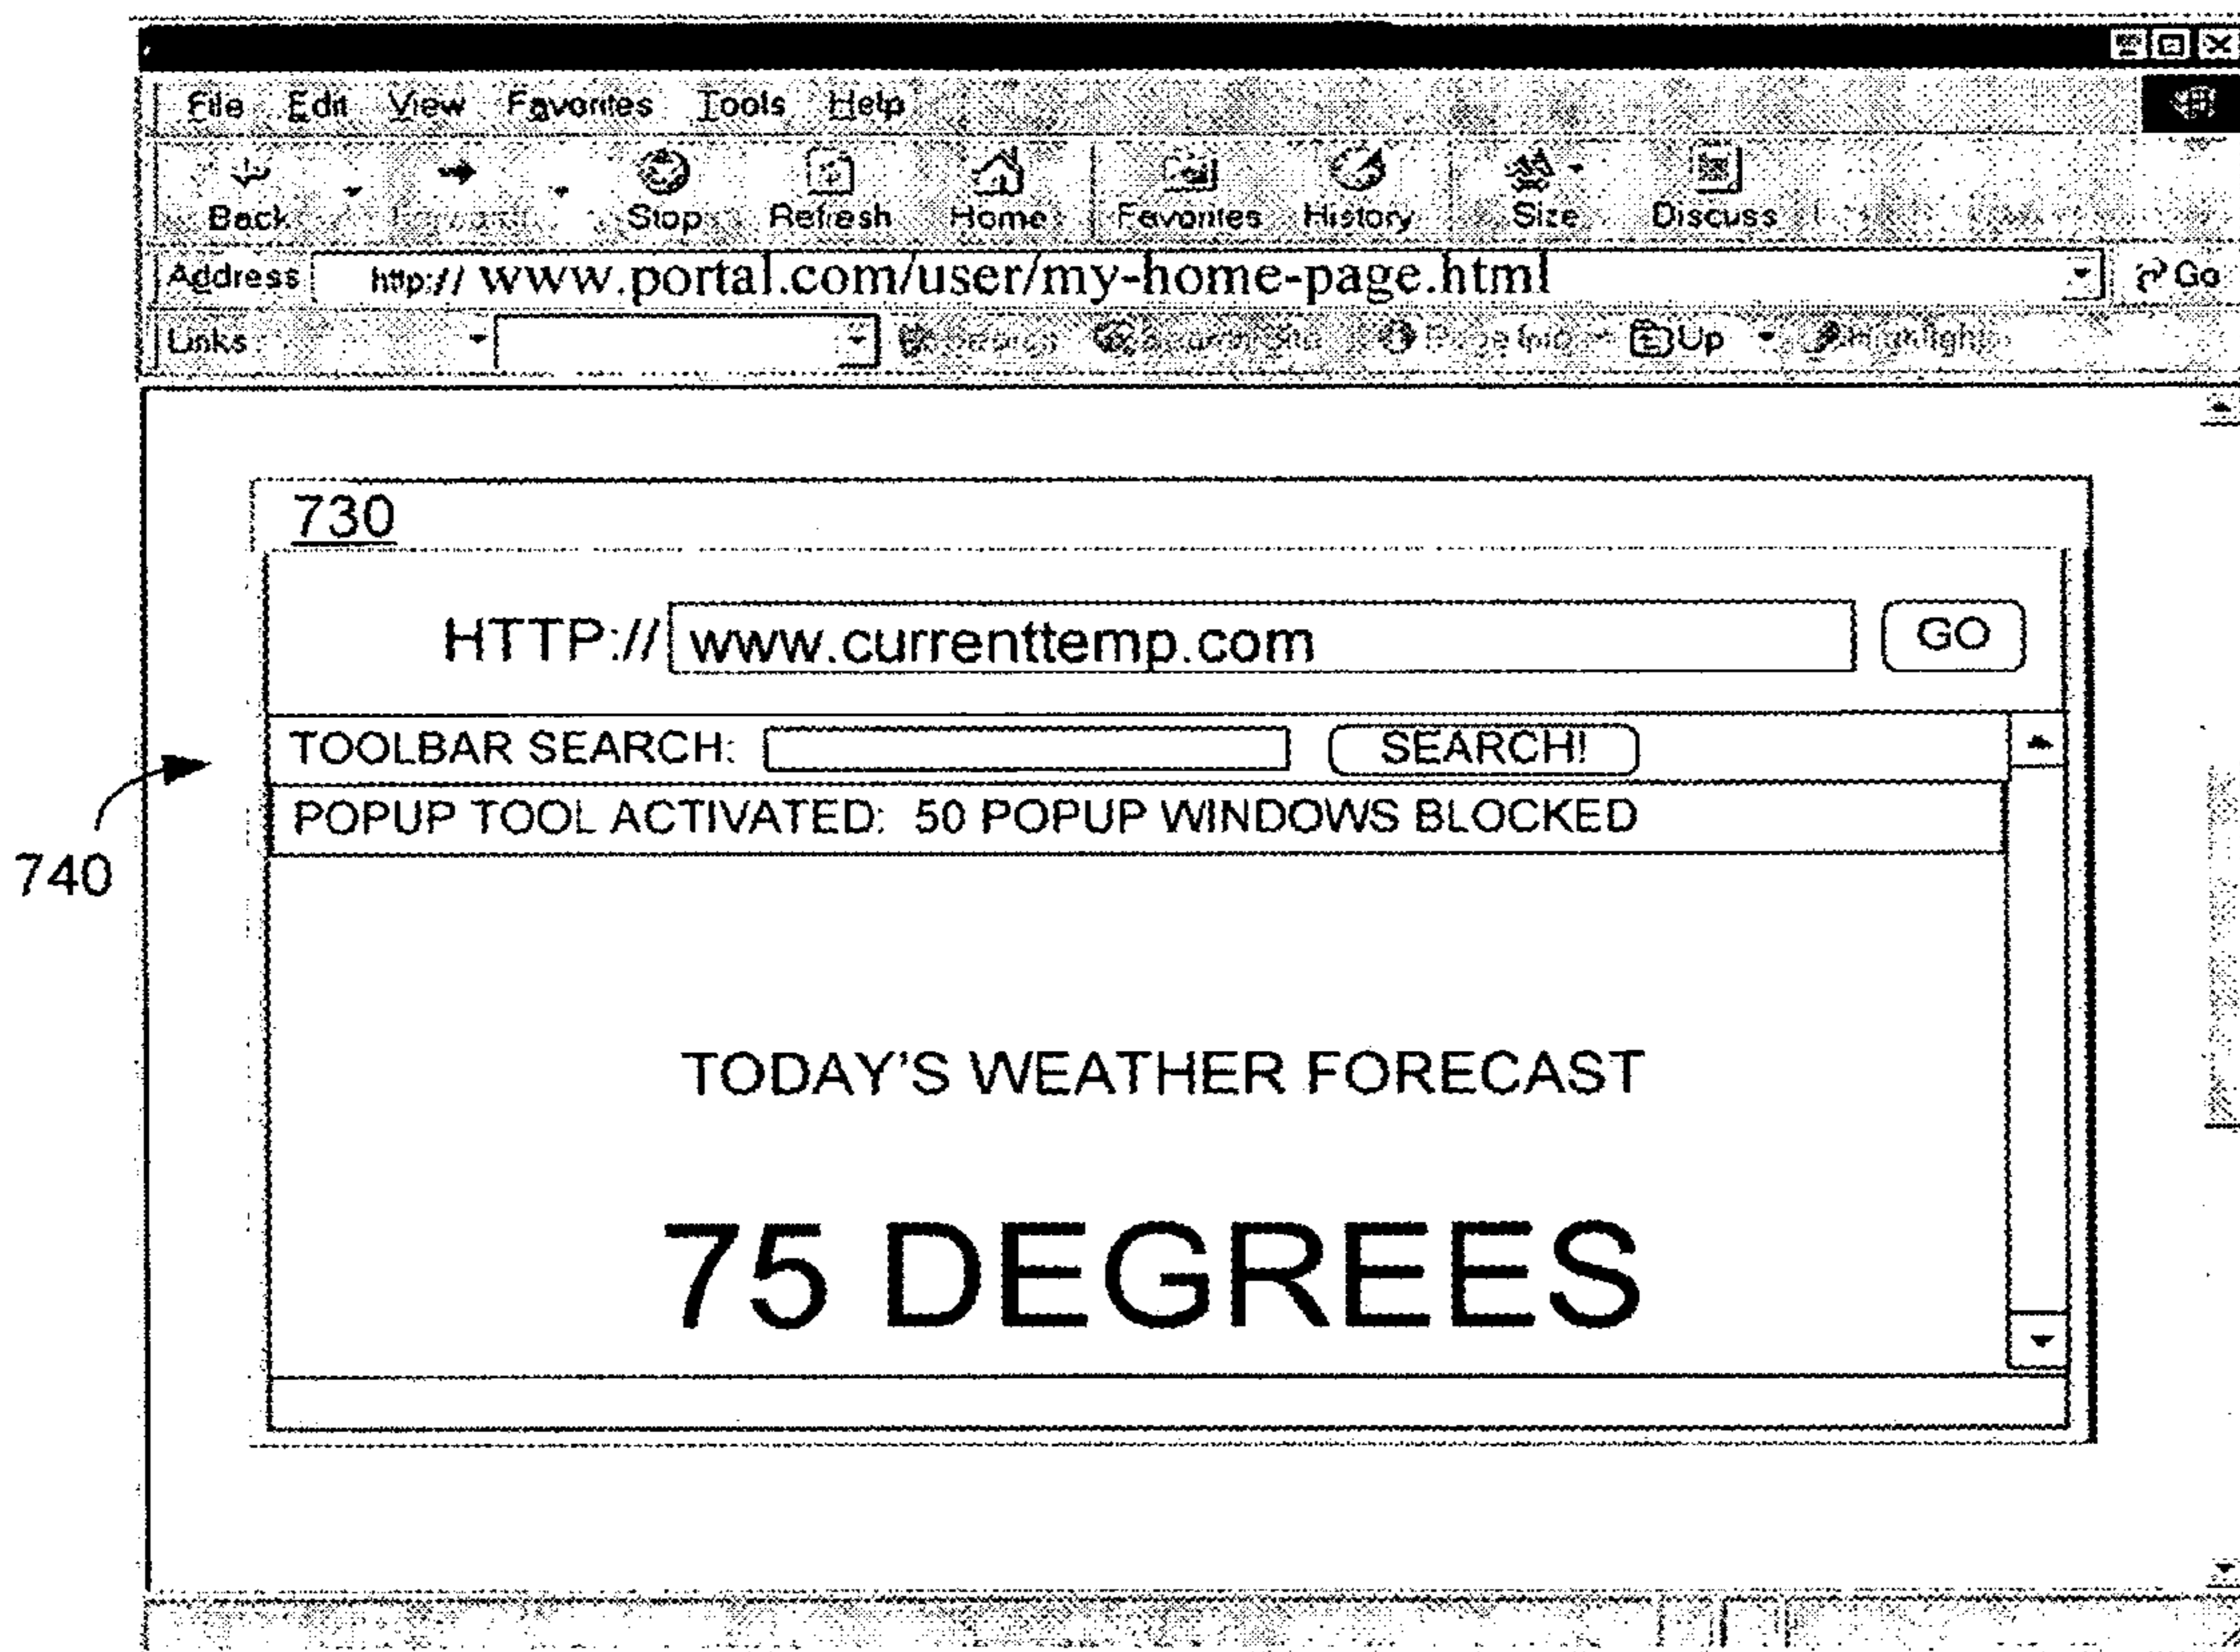 File Edit View Favorites Tools Help
Back Stop Refresh Home Favorites History Size Discuss
Address http:// www.portal.com/user/my-home-page.html Go
Links Up Highlight
730
HTTP:// www.currenttemp.com GO
TOOLBAR SEARCH: SEARCH!
POPUP TOOL ACTIVATED: 50 POPUP WINDOWS BLOCKED
740
TODAY'S WEATHER FORECAST
75 DEGREES